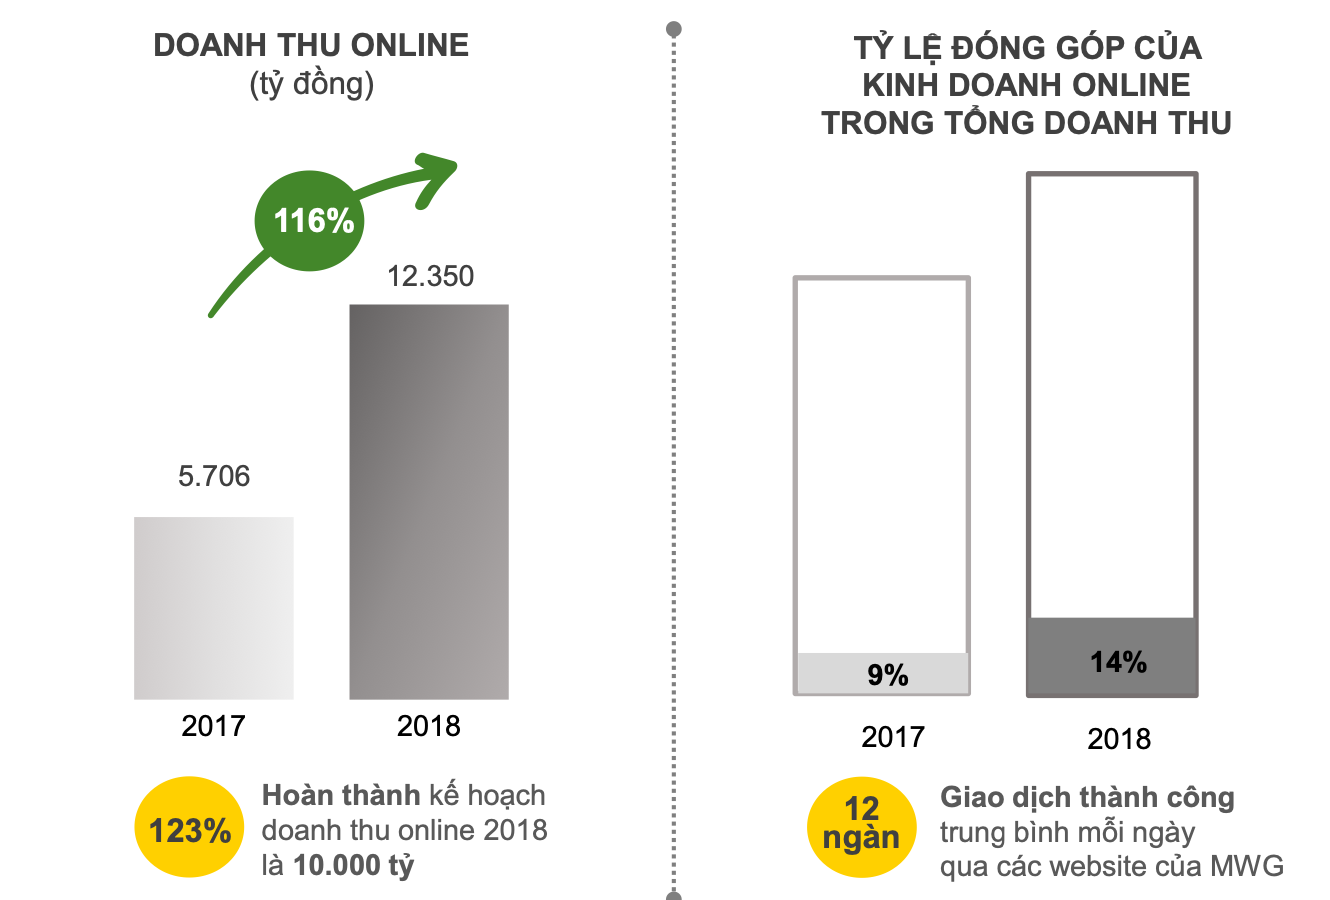 DOANH THU ONLINE
(tỷ đồng)
116%
12.350
5.706
2017
2018
123%
Hoàn thành kế hoạch
doanh thu online 2018
là 10.000 tỷ
TỶ LỆ ĐÓNG GÓP CỦA
KINH DOANH ONLINE
TRONG TỔNG DOANH THU
9%
14%
2017
2018
12
ngàn
Giao dịch thành công
trung bình mỗi ngày
qua các website của MWG